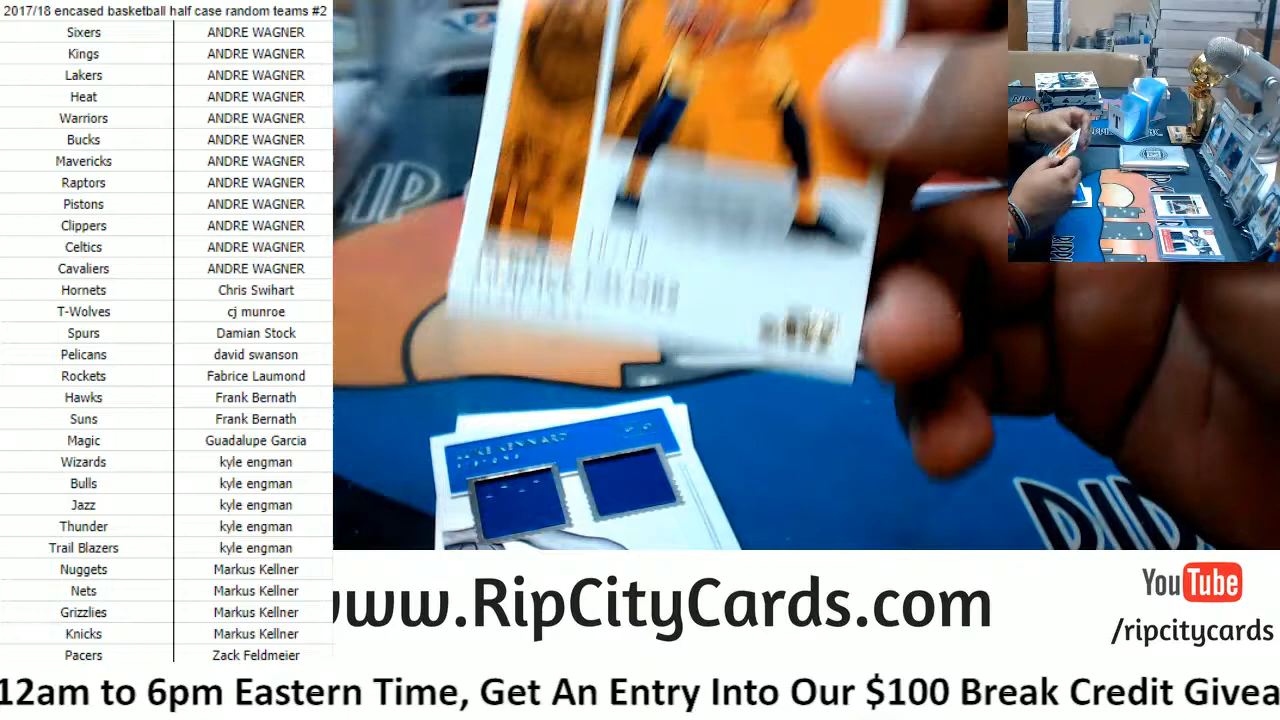 2017/18 encased basketball half case random teams #2
Sixers ANDRE WAGNER
Kings ANDRE WAGNER
Lakers ANDRE WAGNER
Heat ANDRE WAGNER
Warriors ANDRE WAGNER
Bucks ANDRE WAGNER
Mavericks ANDRE WAGNER
Raptors ANDRE WAGNER
Pistons ANDRE WAGNER
Clippers ANDRE WAGNER
Celtics ANDRE WAGNER
Cavaliers ANDRE WAGNER
Hornets Chris Swihart
T-Wolves cj munroe
Spurs Damian Stock
Pelicans david swanson
Rockets Fabrice Laumond
Hawks Frank Bernath
Suns Frank Bernath
Magic Guadalupe Garcia
Wizards kyle engman
Bulls kyle engman
Jazz kyle engman
Thunder kyle engman
Trail Blazers kyle engman
Nuggets Markus Kellner
Nets Markus Kellner
Grizzlies Markus Kellner
Knicks Markus Kellner
Pacers Zack Feldmeier
LUKE KENNARD
RIP
www.RipCityCards.com
YouTube
/ripcitycards
12am to 6pm Eastern Time, Get An Entry Into Our $100 Break Credit Givea